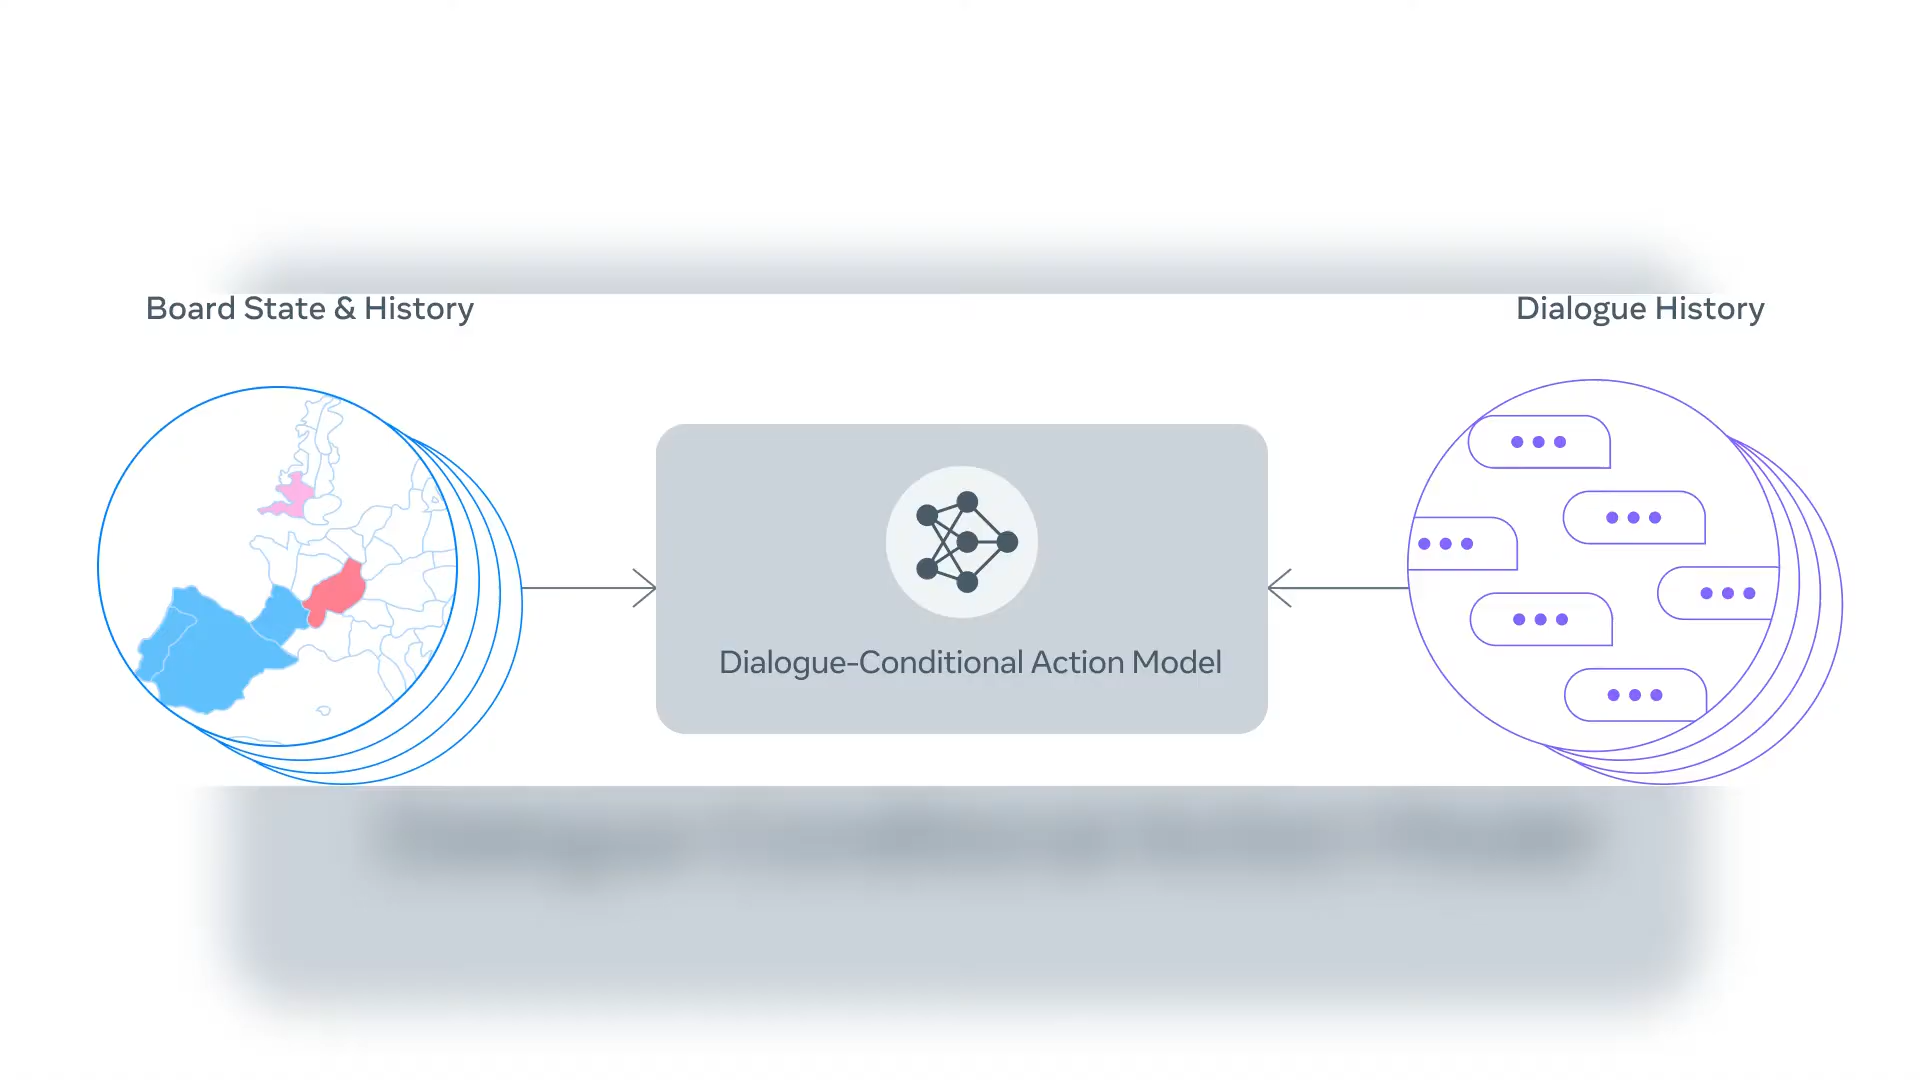 Board State & History
Dialogue History
Dialogue-Conditional Action Model